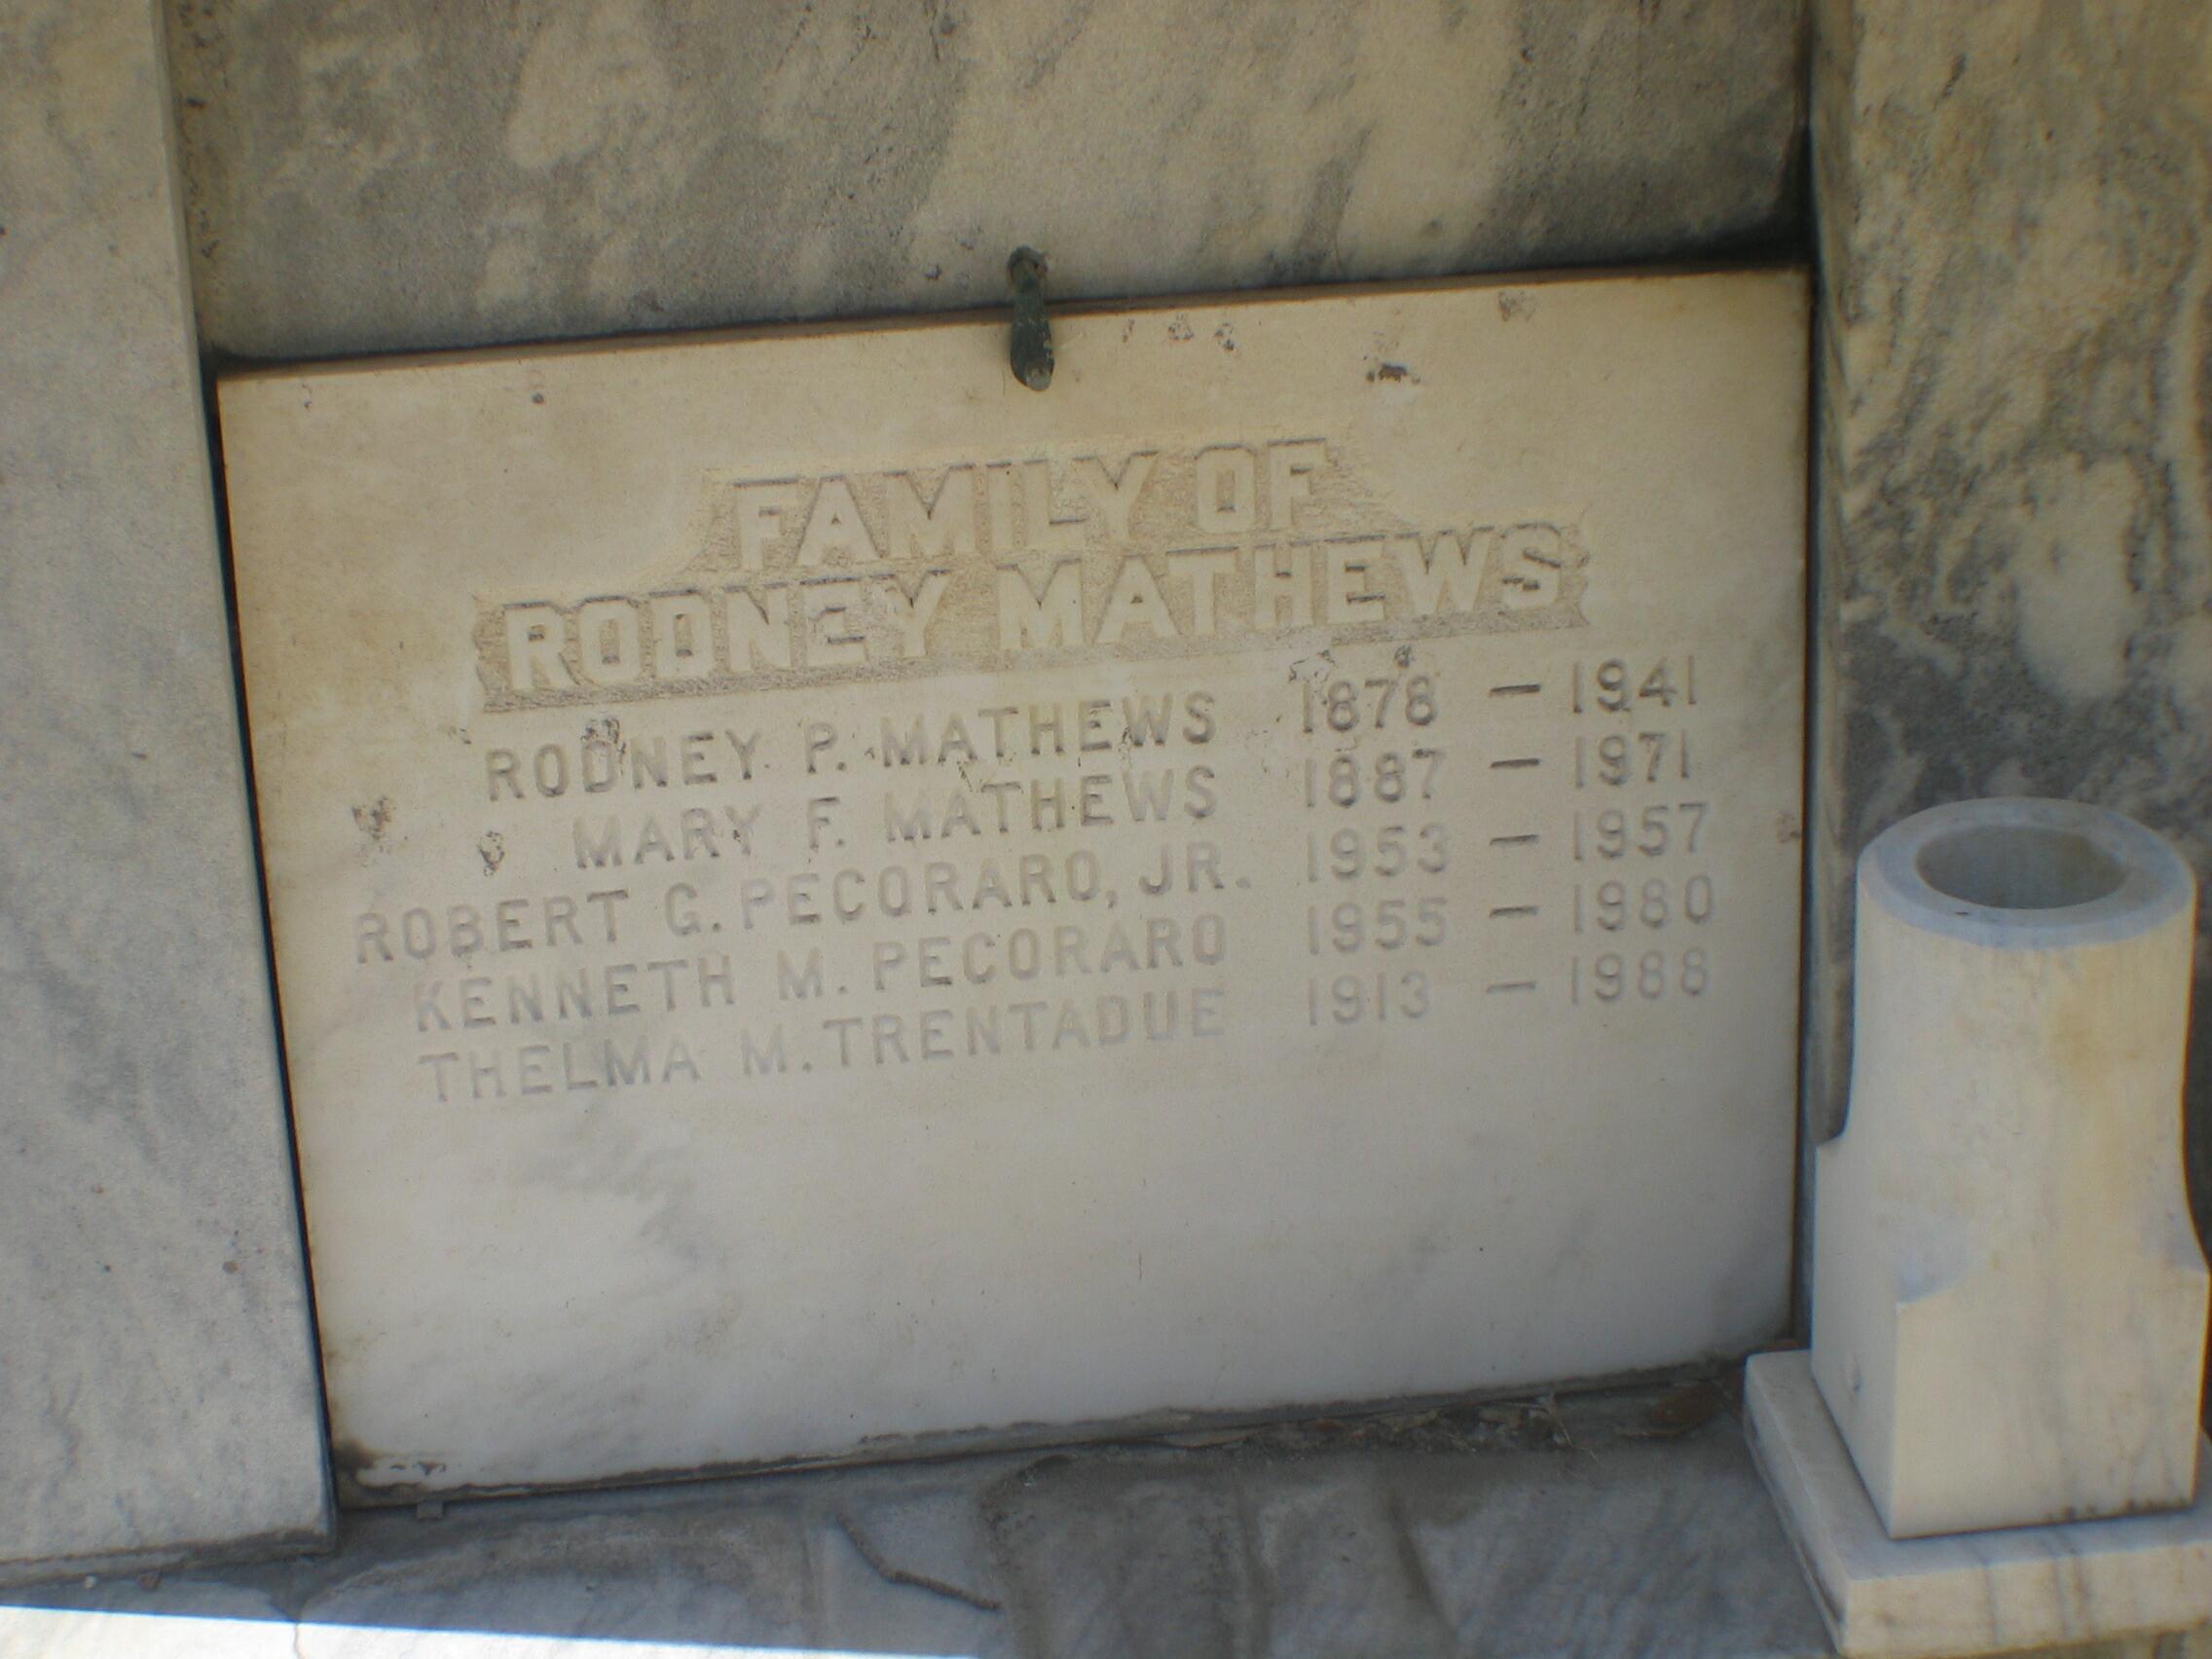 FAMILY OF
RODNEY MATHEWS
RODNEY P. MATHEWS 1878 - 1941
MARY F. MATHEWS 1887 - 1971
ROBERT G. PECORARO, JR. 1953 - 1957
KENNETH M. PECORARO 1955 - 1980
THELMA M. TRENTADUE 1913 - 1988